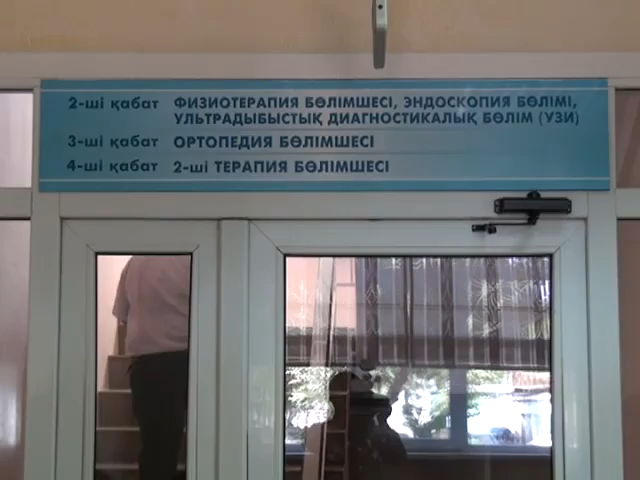 2-ші қабат ФИЗИОТЕРАПИЯ БӨЛІМШЕСІ, ЭНДОСКОПИЯ БӨЛІМІ,
УЛЬТРАДЫБЫСТЫҚ ДИАГНОСТИКАЛЫҚ БӨЛІМ (УЗИ)
3-ші қабат ОРТОПЕДИЯ БӨЛІМШЕСІ
4-ші қабат 2-ші ТЕРАПИЯ БӨЛІМШЕСІ